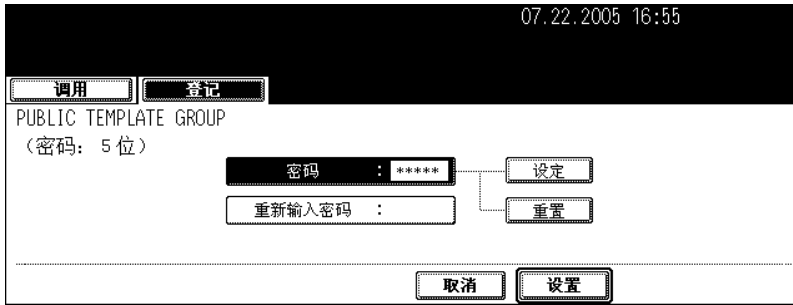 07.22.2005 16:55
调用 登记
PUBLIC TEMPLATE GROUP
（密码: 5位）
密码 : ***** 设定
重新输入密码 : 重置
取消 设置